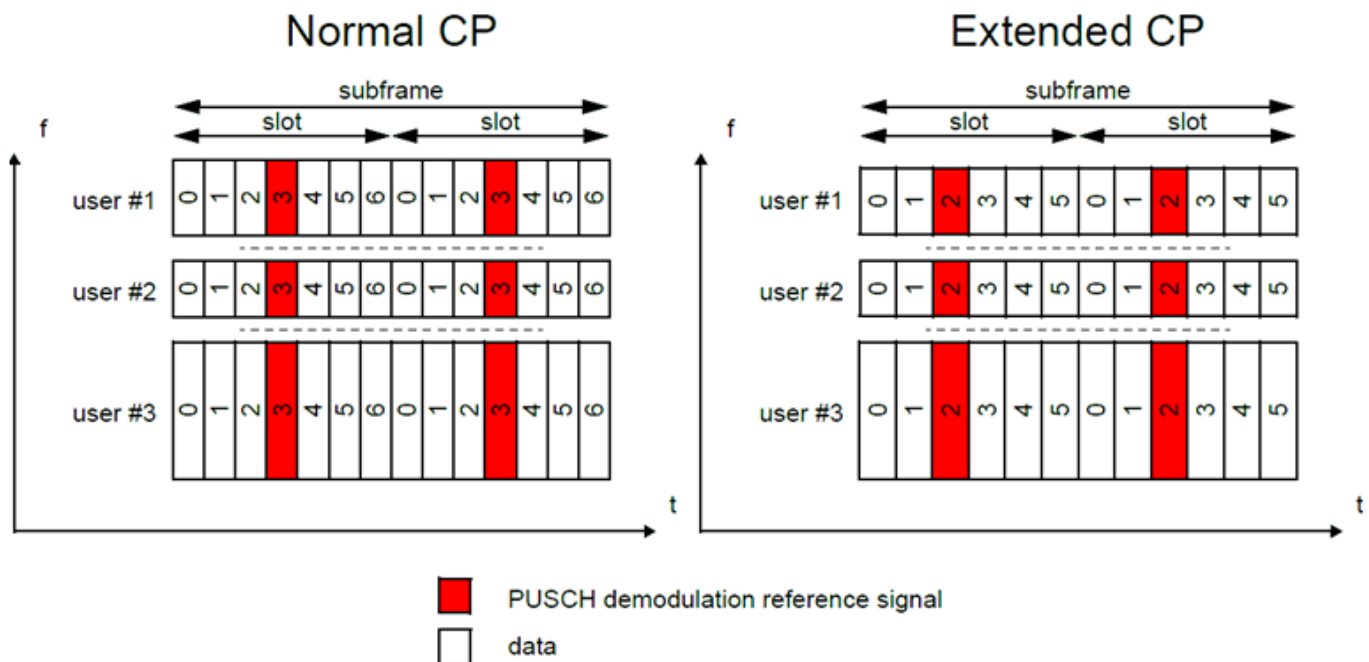 Normal CP
Extended CP
subframe
subframe
slot slot
slot slot
f
f
user #1 0 1 2 3 4 5 6 0 1 2 3 4 5 6
user #1 0 1 2 3 4 5 0 1 2 3 4 5
user #2 0 1 2 3 4 5 6 0 1 2 3 4 5 6
user #2 0 1 2 3 4 5 0 1 2 3 4 5
user #3 0 1 2 3 4 5 6 0 1 2 3 4 5 6
user #3 0 1 2 3 4 5 0 1 2 3 4 5
t
t
PUSCH demodulation reference signal
data